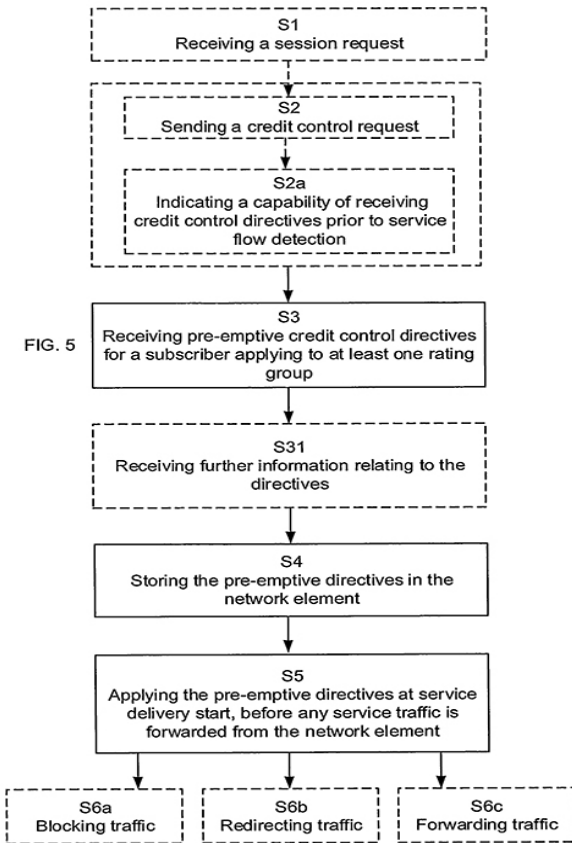 S1
Receiving a session request
S2
Sending a credit control request
S2a
Indicating a capability of receiving
credit control directives prior to service
flow detection
FIG. 5
S3
Receiving pre-emptive credit control directives
for a subscriber applying to at least one rating
group
S31
Receiving further information relating to the
directives
S4
Storing the pre-emptive directives in the
network element
S5
Applying the pre-emptive directives at service
delivery start, before any service traffic is
forwarded from the network element
S6a
Blocking traffic
S6b
Redirecting traffic
S6c
Forwarding traffic